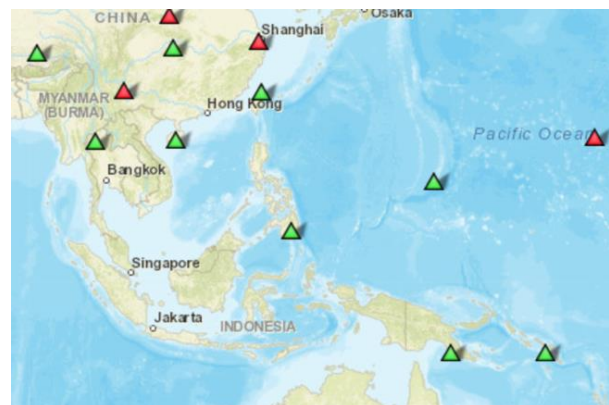 Osaka
CHINA
Shanghai
MYANMAR
(BURMA)
Hong Kong
Pacific Ocean
Bangkok
Singapore
Jakarta
INDONESIA